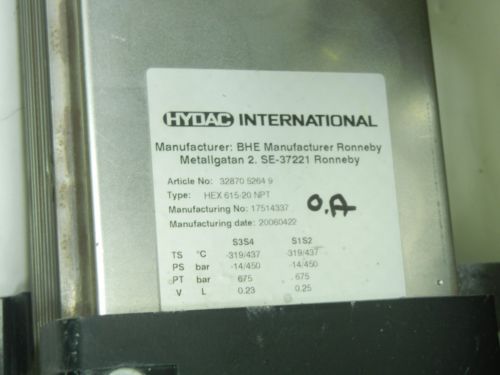 HYDAC INTERNATIONAL
Manufacturer: BHE Manufacturer Ronneby
Metallgatan 2. SE-37221 Ronneby
Article No: 32870 5264 9
Type: HEX 615-20 NPT
Manufacturing No: 17514337
O.A
Manufacturing date: 20060422
S3S4 S1S2
TS °C -319/437 -319/437
PS bar -14/450 -14/450
PT bar 675 675
V L 0.23 0.25